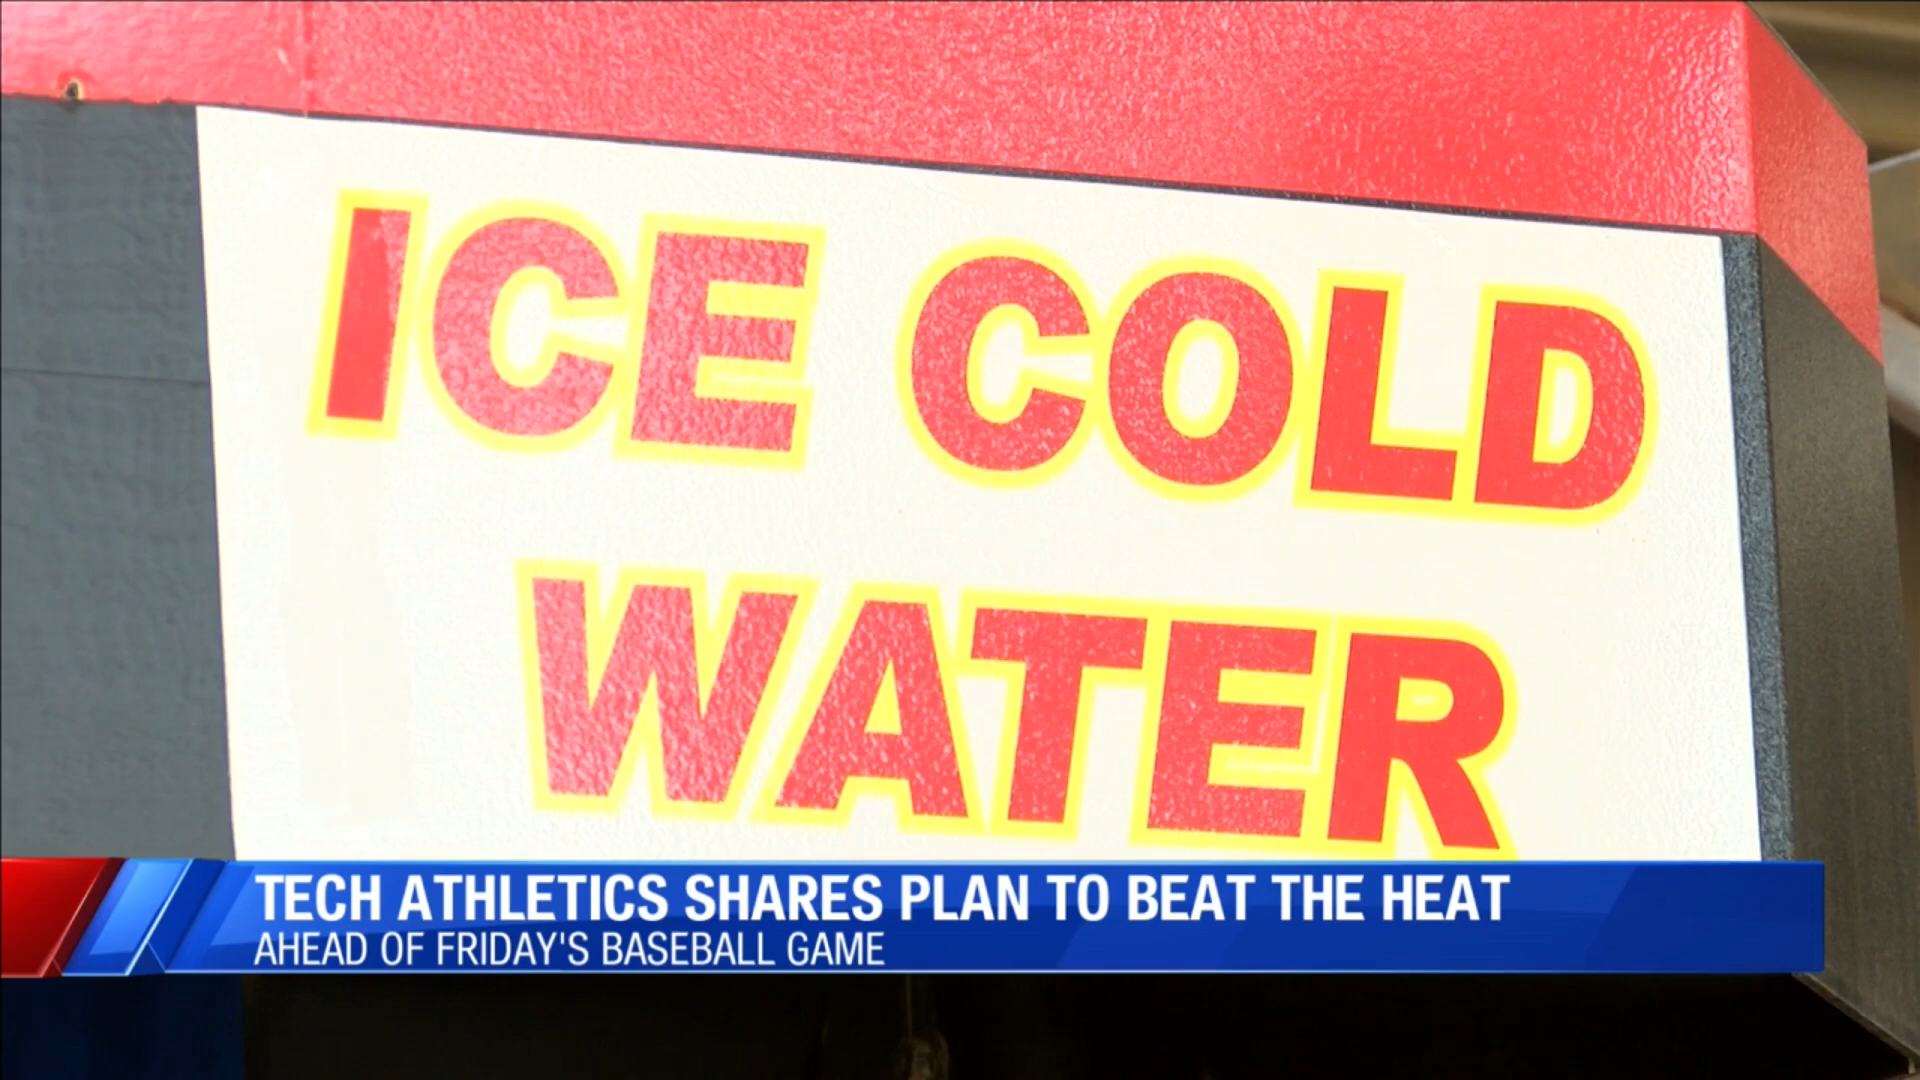 ICE COLD
WATER
TECH ATHLETICS SHARES PLAN TO BEAT THE HEAT
AHEAD OF FRIDAY'S BASEBALL GAME